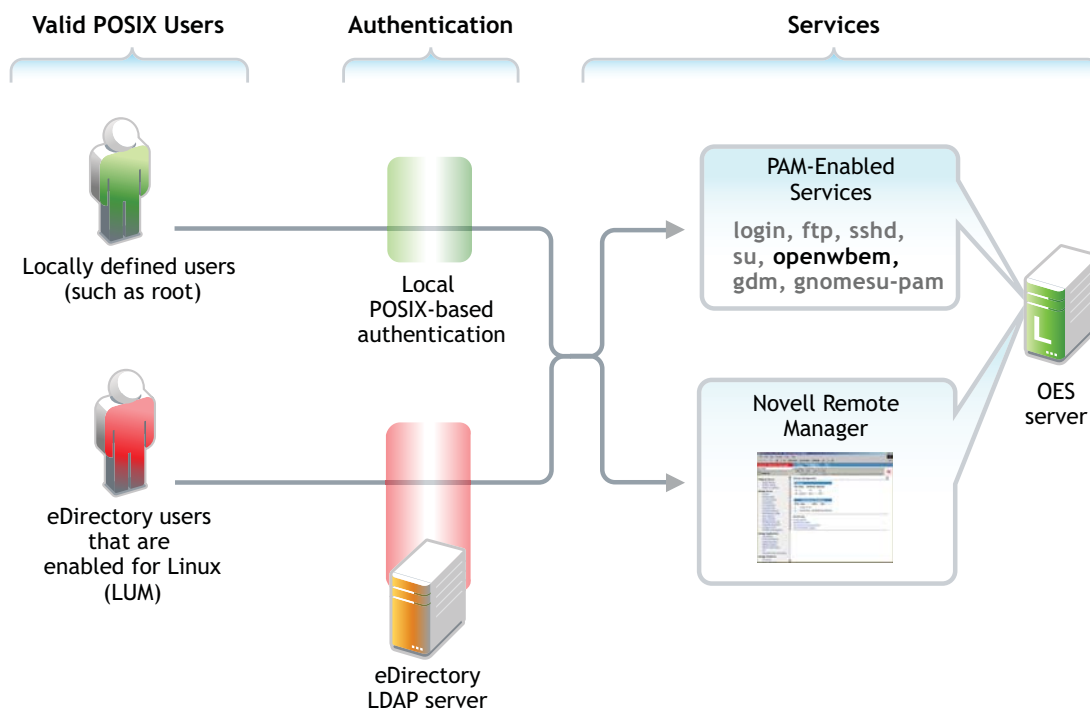 Valid POSIX Users
Authentication
Services
Locally defined users
(such as root)
Local
POSIX-based
authentication
PAM-Enabled
Services
login, ftp, sshd,
su, openwbem,
gdm, gnomesu-pam
L
OES
server
eDirectory users
that are
enabled for Linux
(LUM)
eDirectory
LDAP server
Novell Remote
Manager